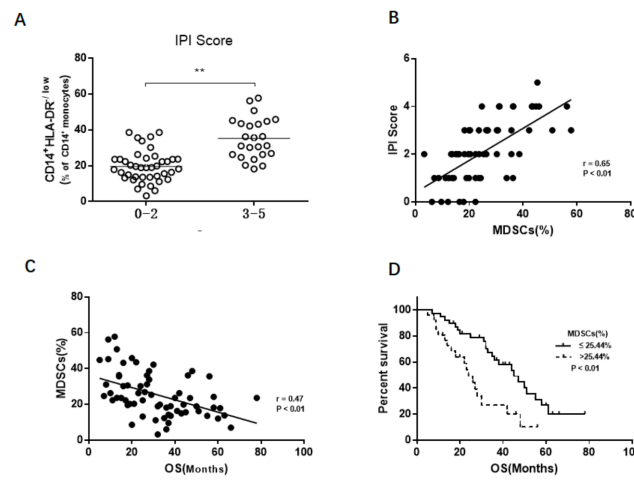 A
IPI Score
CD14⁺HLA-DR⁻/ low
(% of CD14⁺ monocytes)
80
60
40
20
0
**
0-2
3-5
B
IPI Score
6
4
2
0
r = 0.65
P < 0.01
0
20
40
60
80
MDSCs(%)
C
MDSCs(%)
80
60
40
20
0
r = 0.47
P < 0.01
0
20
40
60
80
100
OS(Months)
D
Percent survival
100
80
60
40
20
0
MDSCs(%)
≤ 25.44%
>25.44%
P < 0.01
0
20
40
60
80
100
OS(Months)